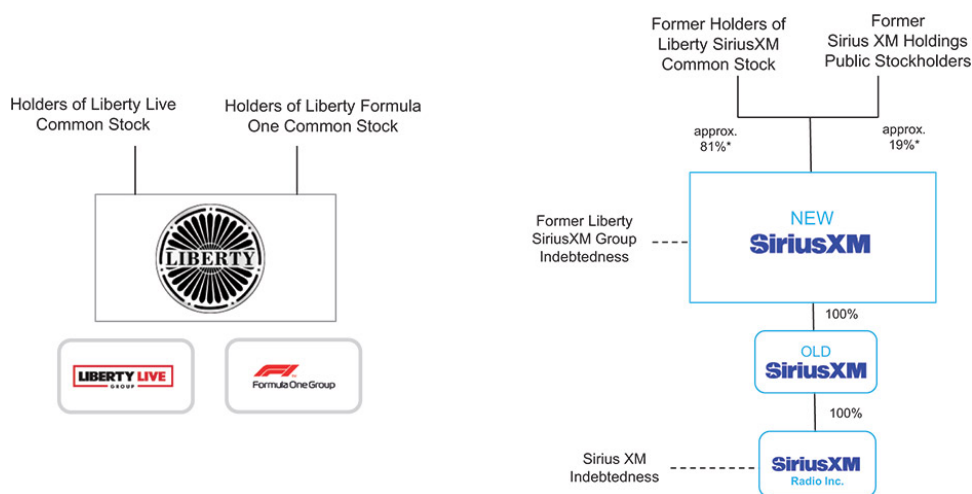 Holders of Liberty Live
Common Stock
Holders of Liberty Formula
One Common Stock
LIBERTY
LIBERTY LIVE
GROUP
F1
Formula One Group
Former Holders of
Liberty SiriusXM
Common Stock
Former
Sirius XM Holdings
Public Stockholders
approx.
81%*
approx.
19%*
Former Liberty
SiriusXM Group
Indebtedness
NEW
SiriusXM
100%
OLD
SiriusXM
100%
Sirius XM
Indebtedness
SiriusXM
Radio Inc.